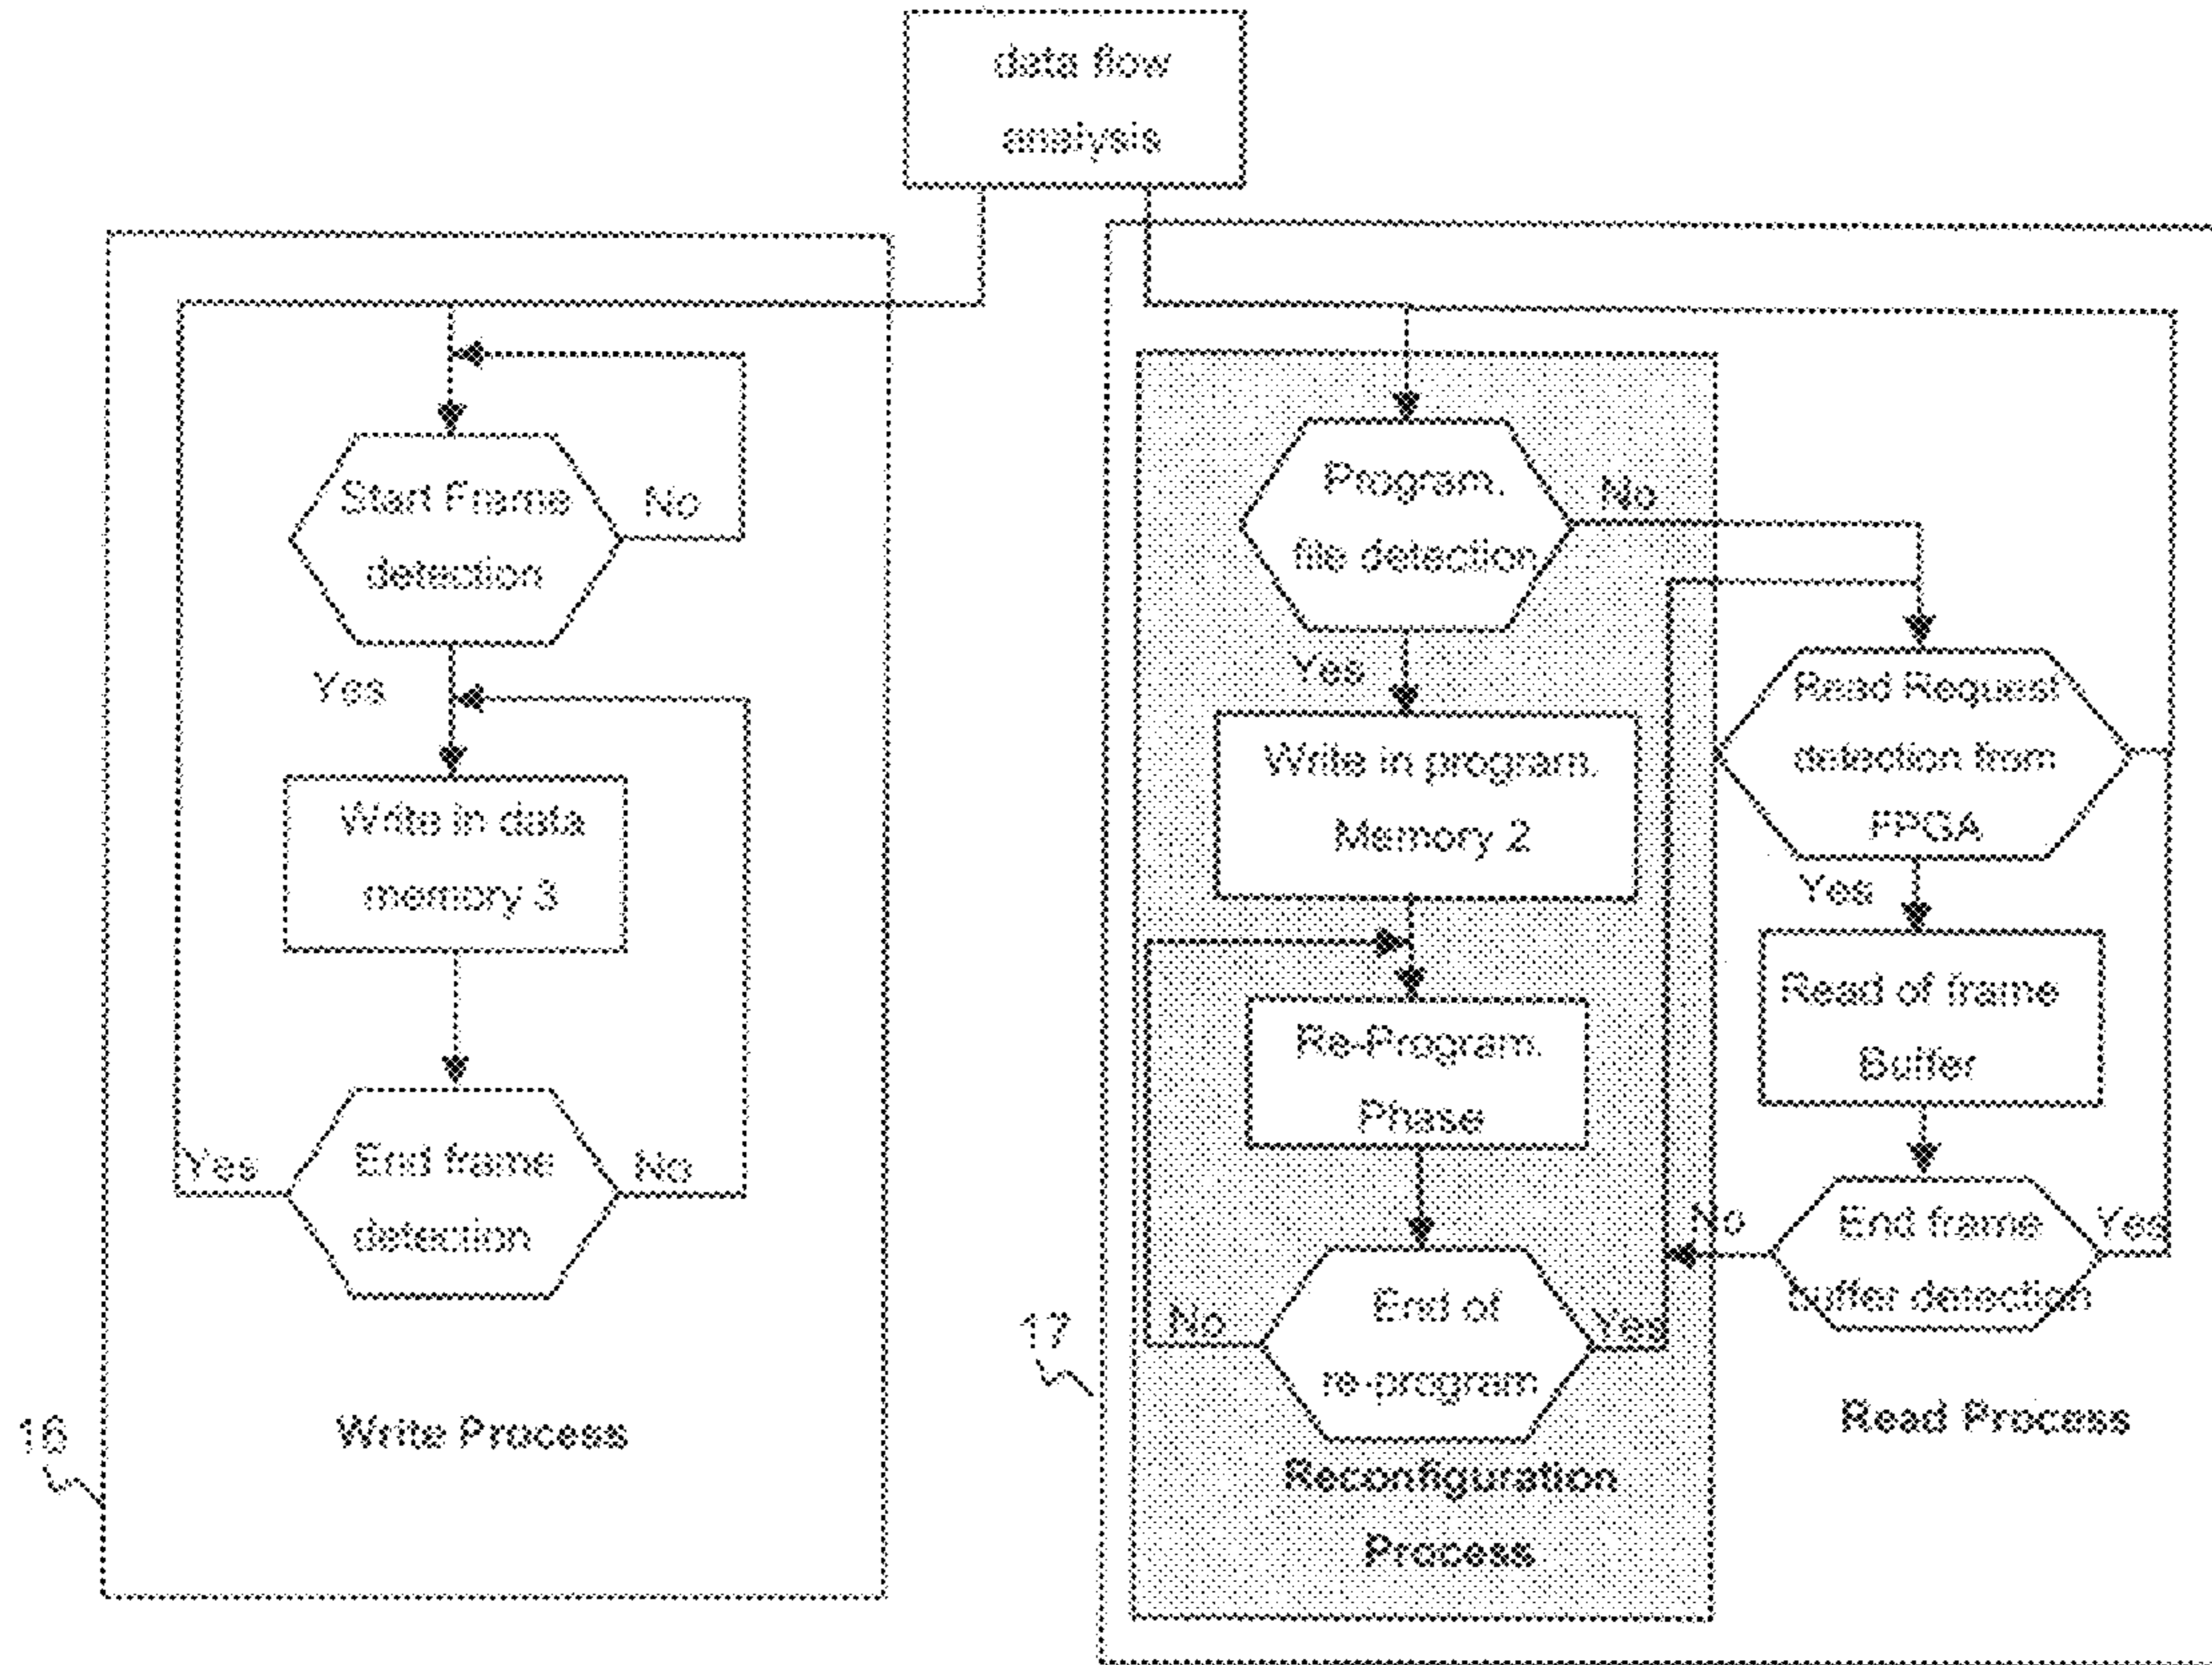 data flow
analysis
Start Frame
detection
No
Yes
Write in data
memory 3
End frame
detection
Yes
No
Write Process
16
Program.
file detection
No
Yes
Write in program.
Memory 2
Re-Program.
Phase
End of
re-program
No
Yes
Reconfiguration
Process
17
Read Request
detection from
FPGA
Yes
Read of frame
Buffer
End frame
buffer detection
No
Yes
Read Process